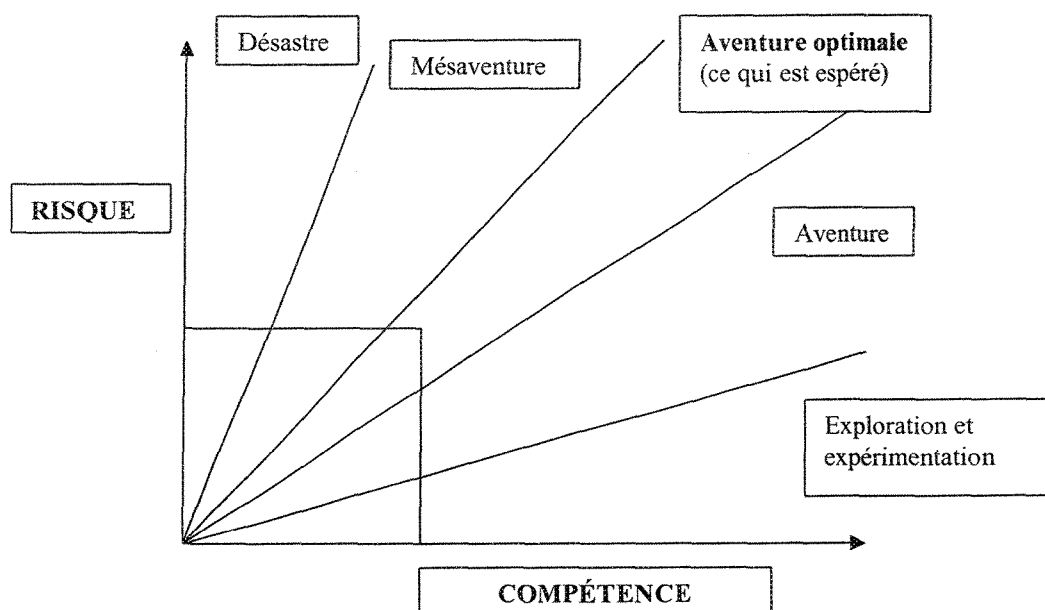 Désastre
Mésaventure
Aventure optimale
(ce qui est espéré)
RISQUE
Aventure
Exploration et
expérimentation
COMPÉTENCE